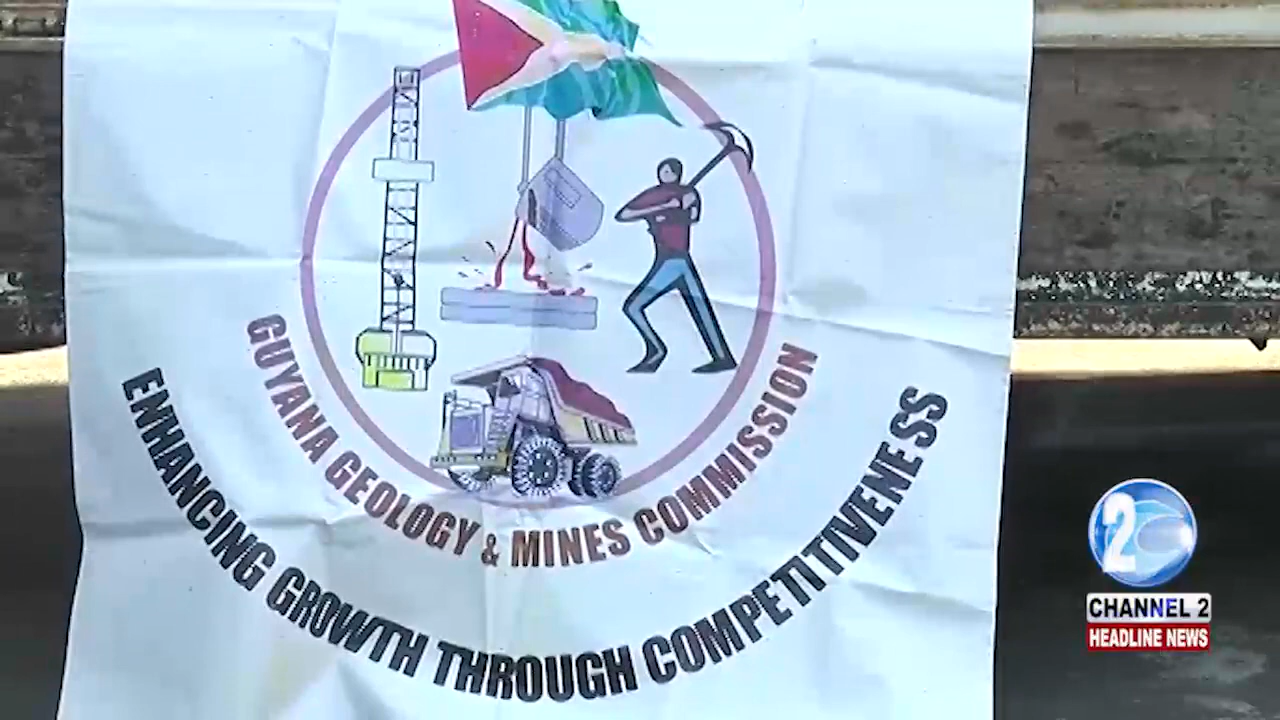 GUYANA GEOLOGY & MINES COMMISSION
ENHANCING GROWTH THROUGH COMPETITIVENESS
2
CHANNEL 2
HEADLINE NEWS